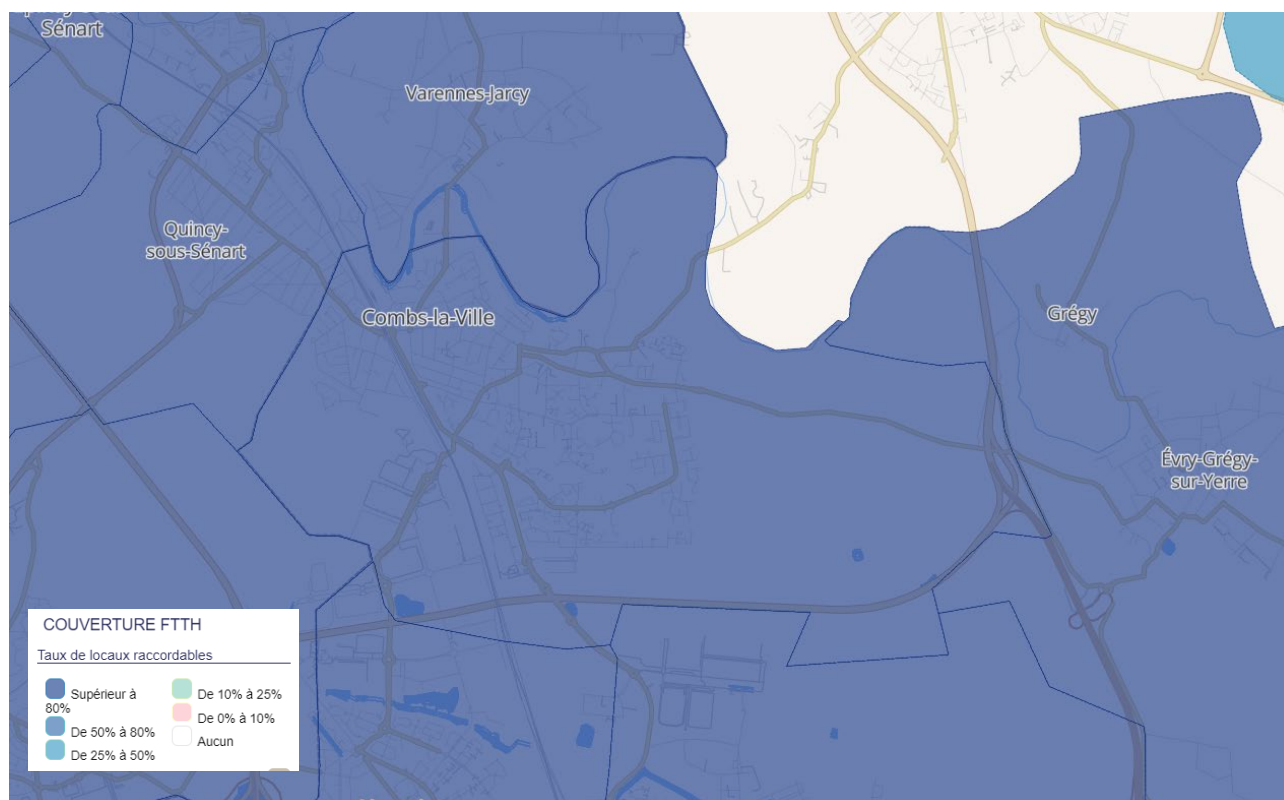 Sénart
Varennes-Jarcy
Quincy-
sous-Sénart
Combs-la-Ville
Grégy
Évry-Grégy-
sur-Yerre
COUVERTURE FTTH
Taux de locaux raccordables
Supérieur à
80%
De 50% à 80%
De 25% à 50%
De 10% à 25%
De 0% à 10%
Aucun